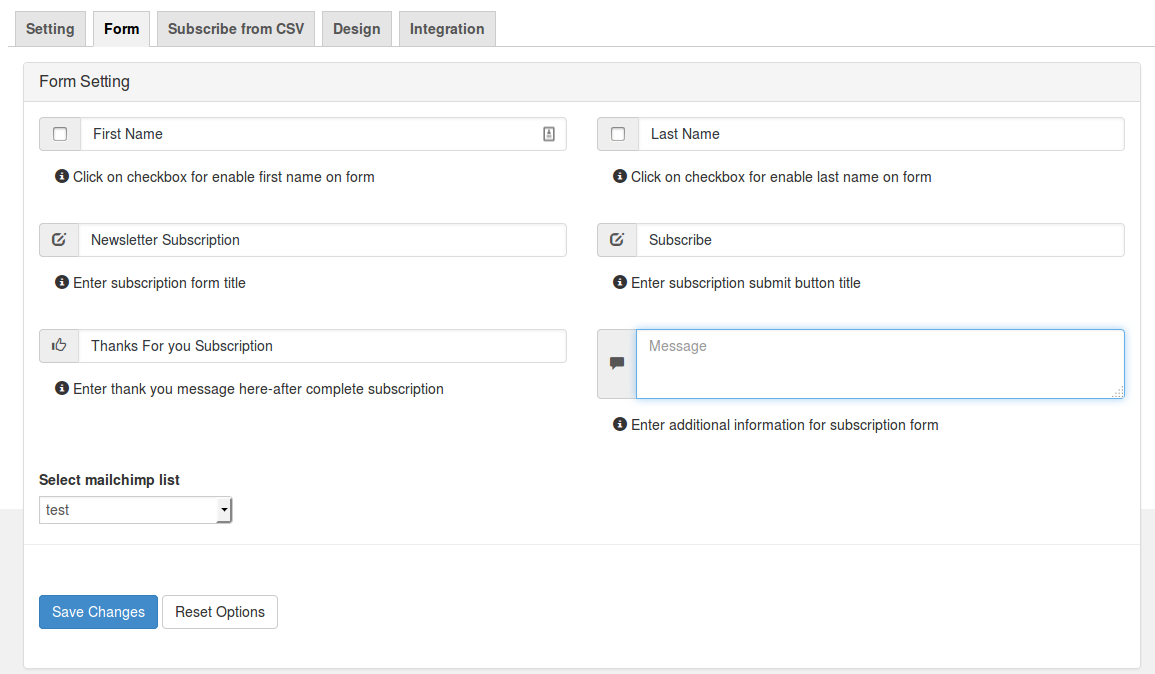 Setting Form Subscribe from CSV Design Integration
Form Setting
First Name
Last Name
Click on checkbox for enable first name on form
Click on checkbox for enable last name on form
Newsletter Subscription
Subscribe
Enter subscription form title
Enter subscription submit button title
Thanks For you Subscription
Message
Enter thank you message here-after complete subscription
Enter additional information for subscription form
Select mailchimp list
test
Save Changes Reset Options